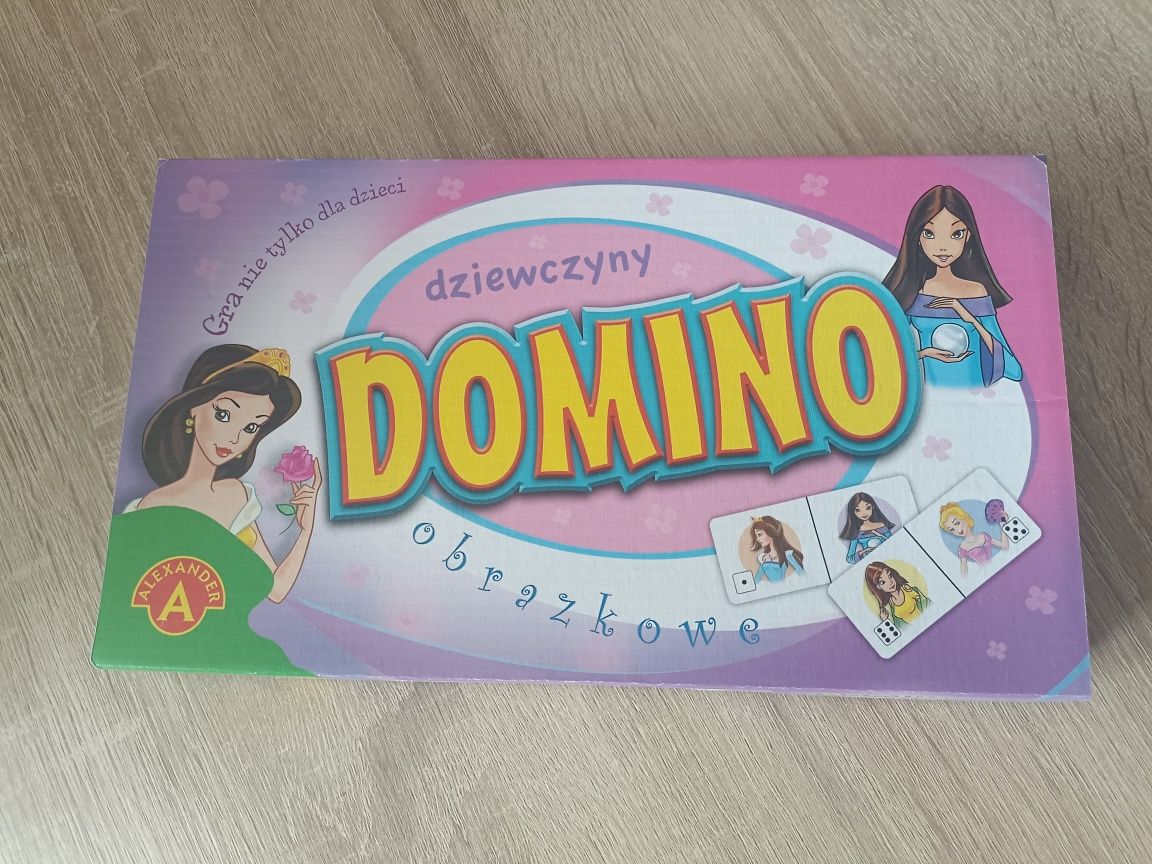 Gra nie tylko dla dzieci
dziewczyny
DOMINO
obrazkowe
ALEXANDER
A